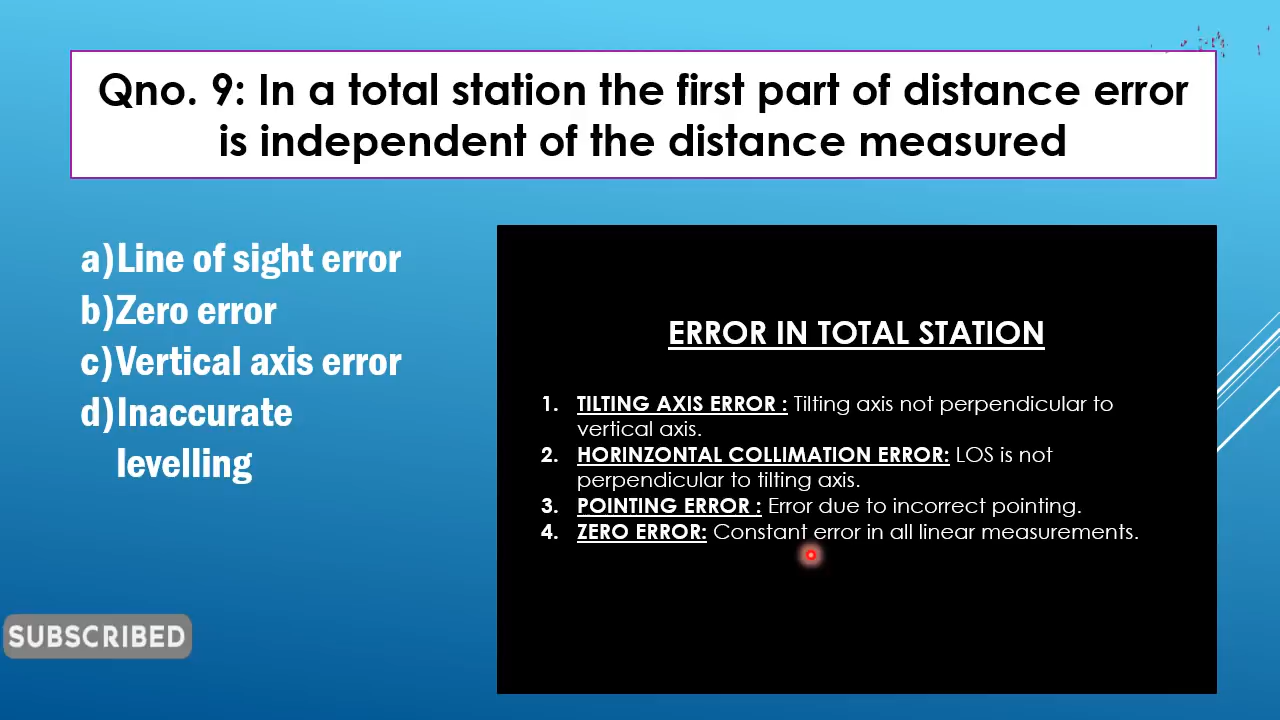 Qno. 9: In a total station the first part of distance error
is independent of the distance measured
a)Line of sight error
b)Zero error
c)Vertical axis error
d)Inaccurate
levelling
ERROR IN TOTAL STATION
1. TILTING AXIS ERROR : Tilting axis not perpendicular to
vertical axis.
2. HORINZONTAL COLLIMATION ERROR: LOS is not
perpendicular to tilting axis.
3. POINTING ERROR : Error due to incorrect pointing.
4. ZERO ERROR: Constant error in all linear measurements.
SUBSCRIBED